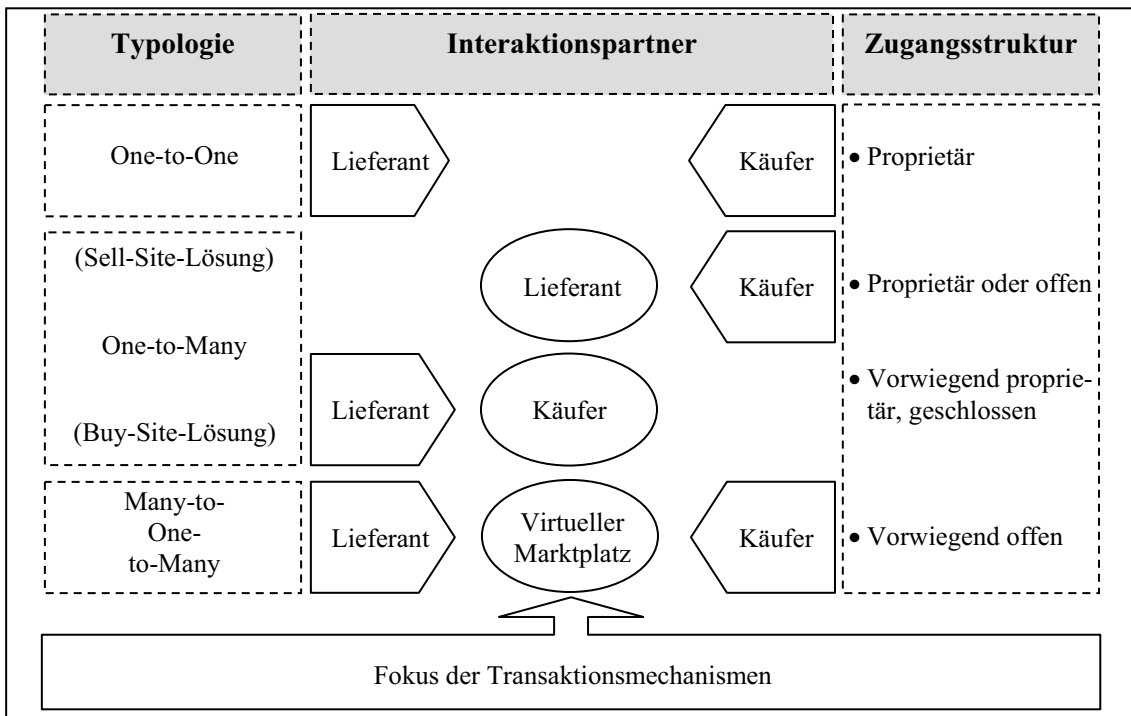 Typologie
Interaktionspartner
Zugangsstruktur
One-to-One
Lieferant
Käufer
• Proprietär
(Sell-Site-Lösung)
Lieferant
Käufer
• Proprietär oder offen
One-to-Many
Lieferant
Käufer
• Vorwiegend proprie-
tär, geschlossen
(Buy-Site-Lösung)
Many-to-
One-
to-Many
Lieferant
Virtueller
Marktplatz
Käufer
• Vorwiegend offen
Fokus der Transaktionsmechanismen